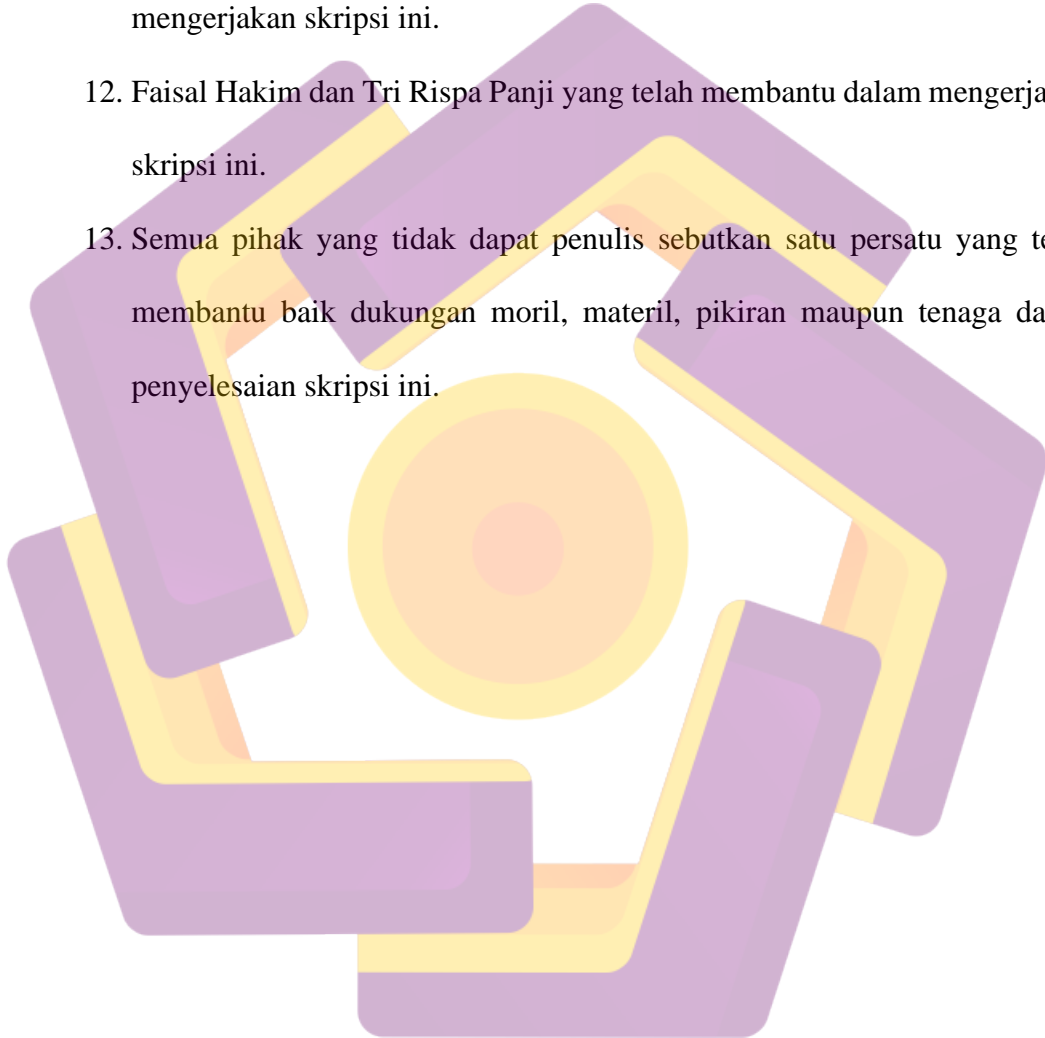 mengerjakan skripsi ini.
12. Faisal Hakim dan Tri Rispa Panji yang telah membantu dalam mengerja
skripsi ini.
13. Semua pihak yang tidak dapat penulis sebutkan satu persatu yang te
membantu baik dukungan moril, materil, pikiran maupun tenaga da
penyelesaian skripsi ini.